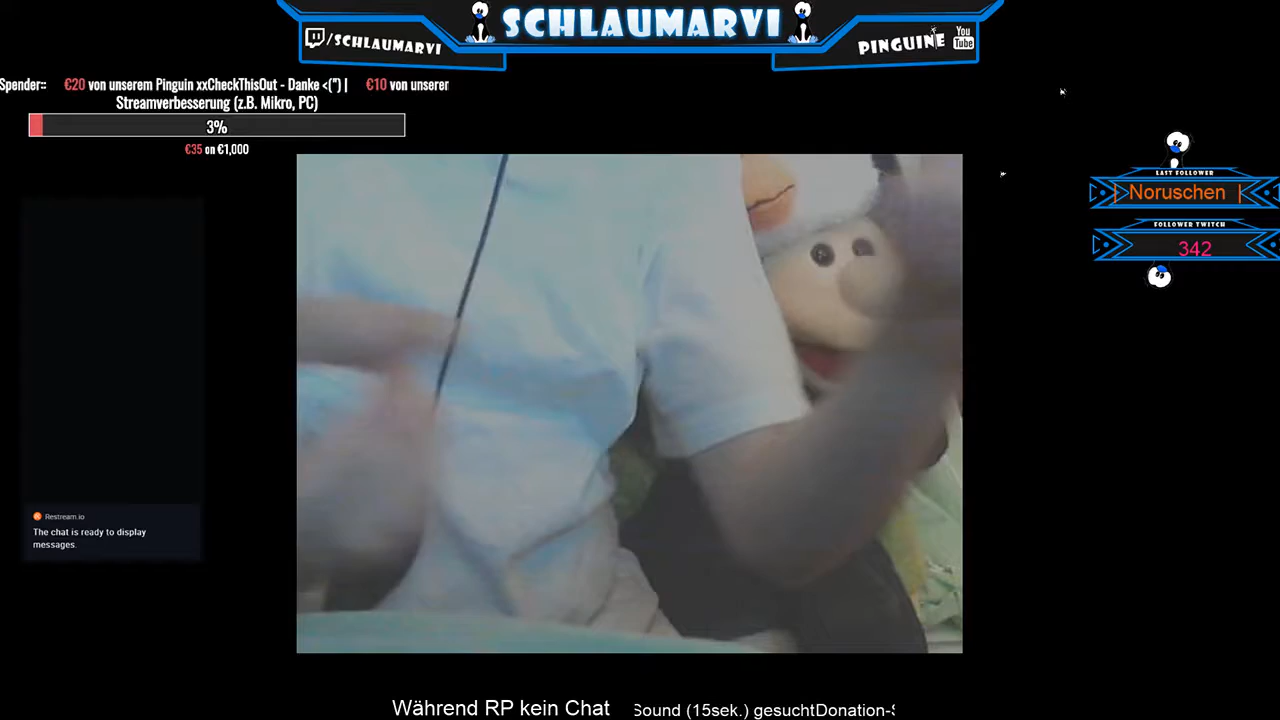 SCHLAUMARVI
/SCHLAUMARVI
PINGUINE
You
Tube
Spender:: €20 von unserem Pinguin xxCheckThisOut - Danke <(") | €10 von unserer
Streamverbesserung (z.B. Mikro, PC)
3%
€35 on €1,000
LAST FOLLOWER
| Noruschen |
FOLLOWER TWITCH
342
Restream.io
The chat is ready to display
messages.
Während RP kein Chat
Sound (15sek.) gesuchtDonation-S